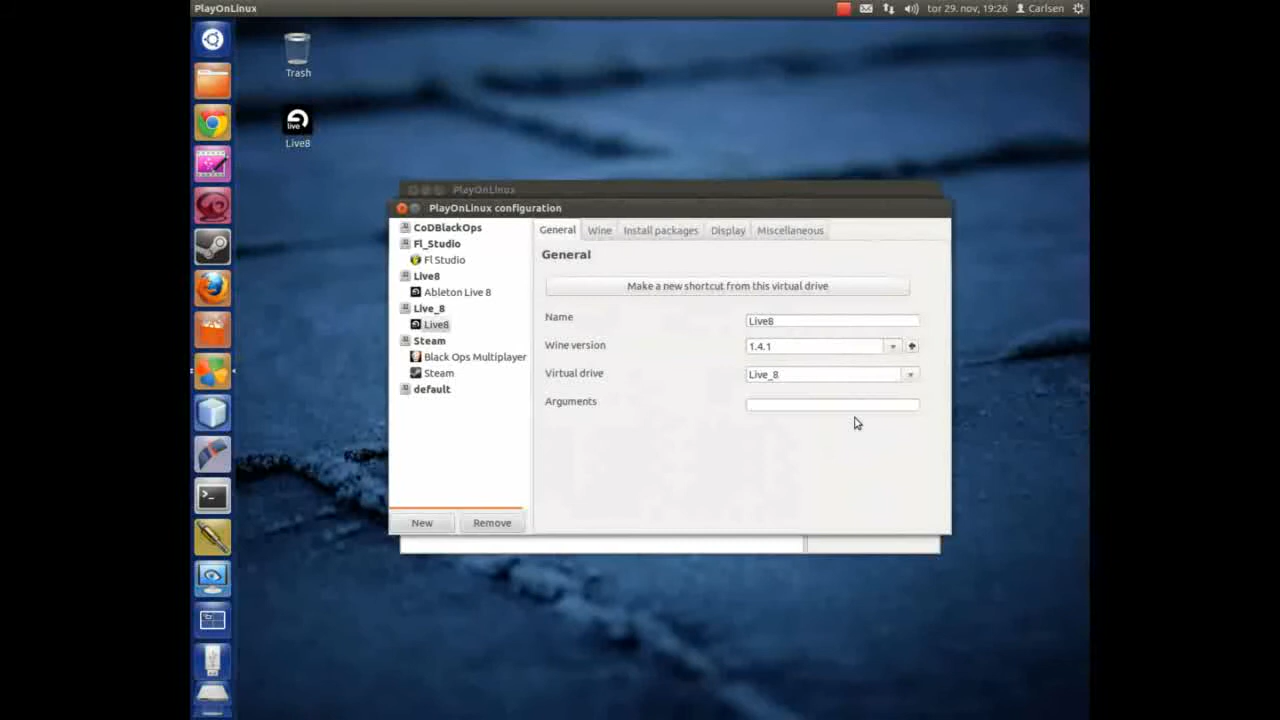 PlayOnLinux
tor 29. nov, 19:26
Carlsen
Trash
live
Live8
PlayOnLinux
PlayOnLinux configuration
CoDBlackOps
Fl_Studio
Fl Studio
Live8
Ableton Live 8
Live_8
Live8
Steam
Black Ops Multiplayer
Steam
default
New
Remove
General
Wine
Install packages
Display
Miscellaneous
General
Make a new shortcut from this virtual drive
Name
Live8
Wine version
1.4.1
Virtual drive
Live_8
Arguments